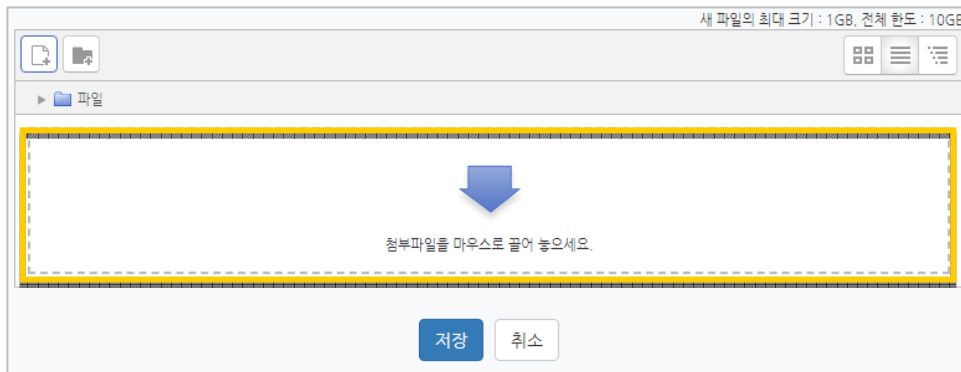 새 파일의 최대 크기 : 1GB, 전체 한도 : 10GB
파일
첨부파일을 마우스로 끌어 놓으세요.
저장 취소